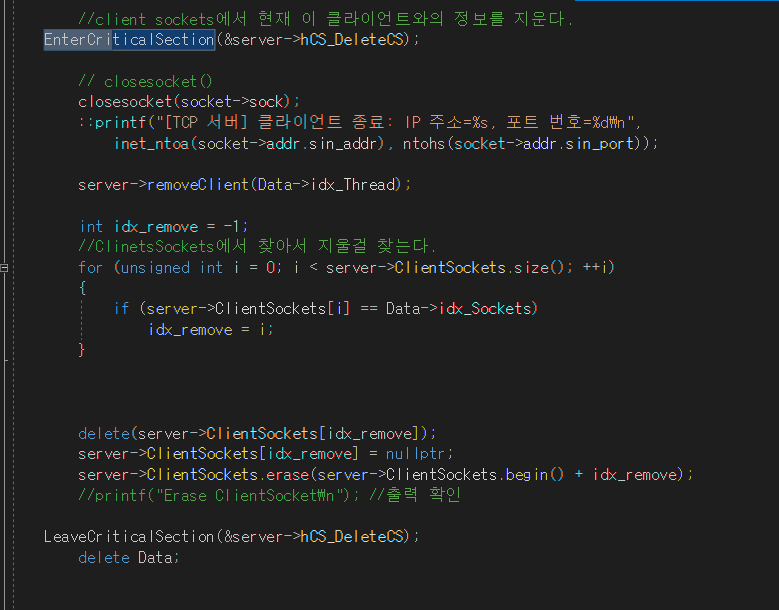 //client sockets에서 현재 이 클라이언트와의 정보를 지운다.
EnterCriticalSection(&server->hCS_DeleteCS);
// closesocket()
closesocket(socket->sock);
::printf("[TCP 서버] 클라이언트 종료: IP 주소=%s, 포트 번호=%d₩n",
inet_ntoa(socket->addr.sin_addr), ntohs(socket->addr.sin_port));
server->removeClient(Data->idx_Thread);
int idx_remove = -1;
//ClinetsSockets에서 찾아서 지울걸 찾는다.
for (unsigned int i = 0; i < server->ClientSockets.size(); ++i)
{
if (server->ClientSockets[i] == Data->idx_Sockets)
idx_remove = i;
}
delete(server->ClientSockets[idx_remove]);
server->ClientSockets[idx_remove] = nullptr;
server->ClientSockets.erase(server->ClientSockets.begin() + idx_remove);
//printf("Erase ClientSocket₩n"); //출력 확인
LeaveCriticalSection(&server->hCS_DeleteCS);
delete Data;